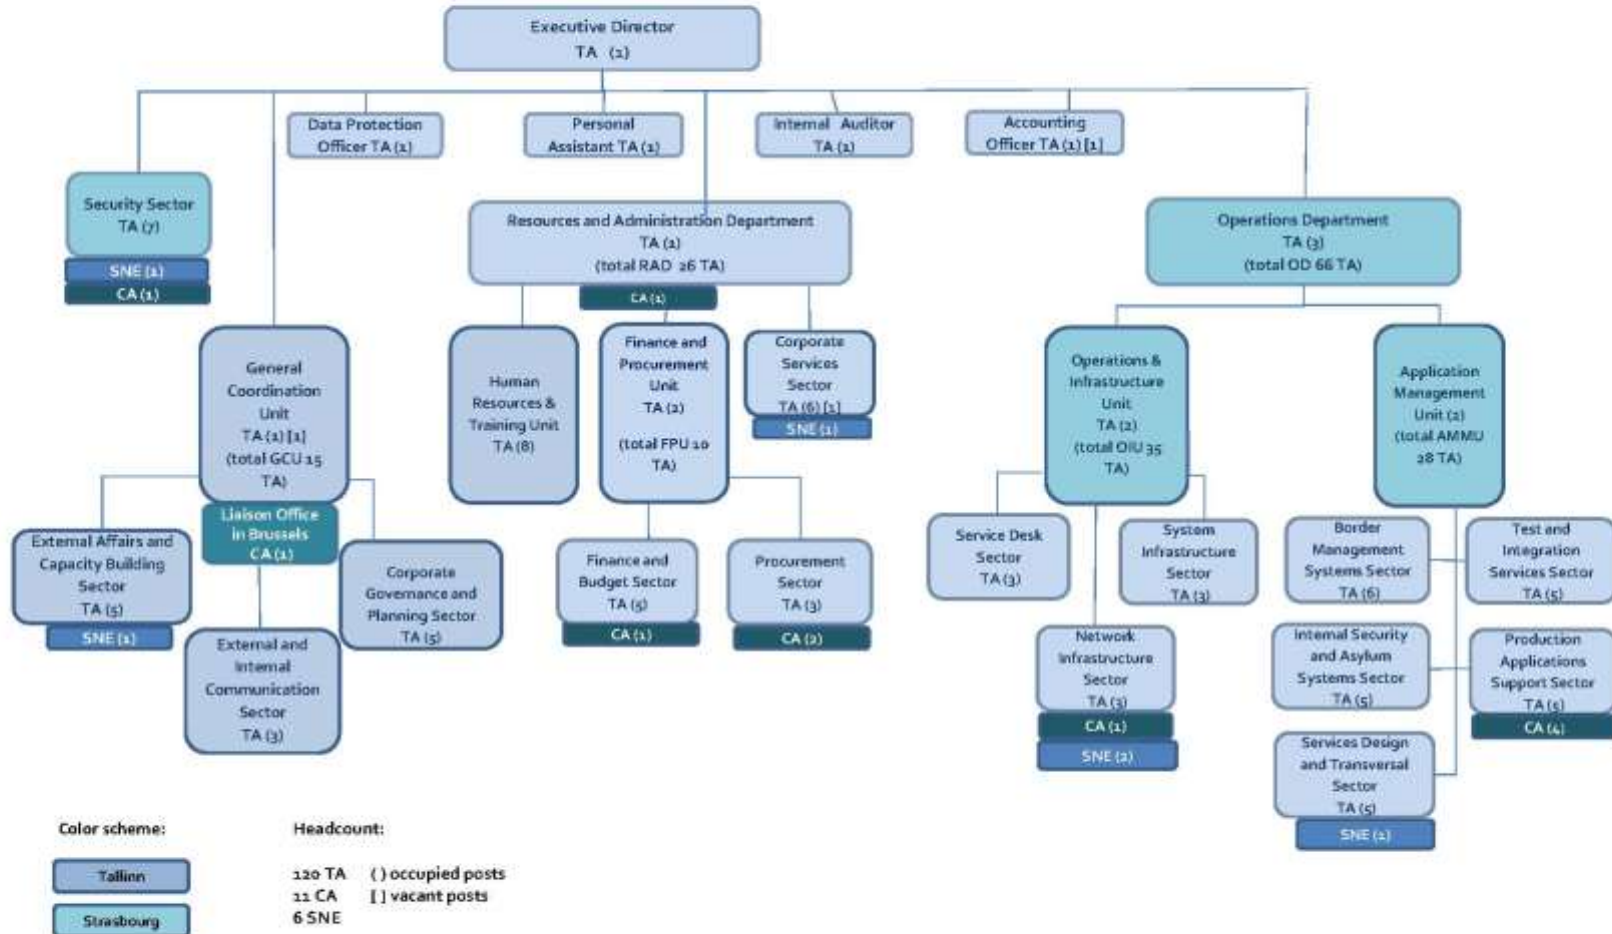 Executive Director
TA (1)
Data Protection
Officer TA (1)
Personal
Assistant TA (1)
Internal Auditor
TA (1)
Accounting
Officer TA (1) [1]
Security Sector
TA (7)
SNE (1)
CA (1)
Resources and Administration Department
TA (1)
(total RAD 26 TA)
CA (1)
Operations Department
TA (3)
(total OD 66 TA)
General
Coordination
Unit
TA (1) [1]
(total GCU 15
TA)
Liaison Office
in Brussels
CA (1)
Human
Resources &
Training Unit
TA (8)
Finance and
Procurement
Unit
TA (2)
(total FPU 10
TA)
Corporate
Services
Sector
TA (6) [1]
SNE (1)
Operations &
Infrastructure
Unit
TA (2)
(total OIU 35
TA)
Application
Management
Unit (2)
(total AMMU
28 TA)
External Affairs and
Capacity Building
Sector
TA (5)
SNE (1)
Corporate
Governance and
Planning Sector
TA (5)
External and
Internal
Communication
Sector
TA (3)
Finance and
Budget Sector
TA (5)
CA (1)
Procurement
Sector
TA (3)
CA (2)
Service Desk
Sector
TA (3)
System
Infrastructure
Sector
TA (3)
Network
Infrastructure
Sector
TA (3)
CA (1)
SNE (2)
Border
Management
Systems Sector
TA (6)
Test and
Integration
Services Sector
TA (5)
Internal Security
and Asylum
Systems Sector
TA (5)
Production
Applications
Support Sector
TA (5)
CA (4)
Services Design
and Transversal
Sector
TA (5)
SNE (1)
Color scheme:
Tallinn
Strasbourg
Headcount:
120 TA ( ) occupied posts
11 CA [ ] vacant posts
6 SNE